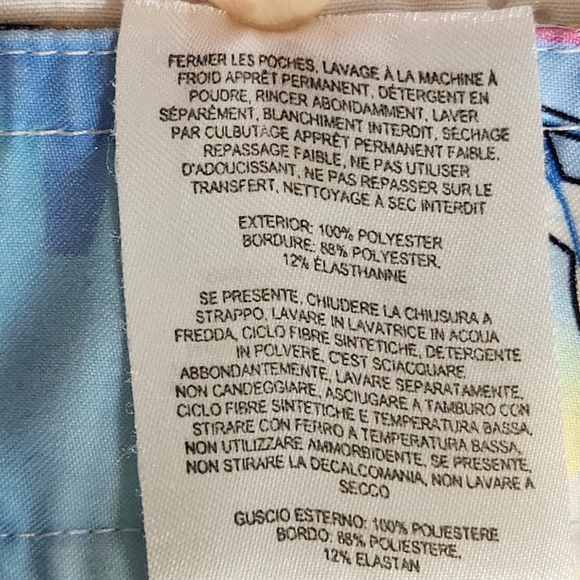 FERMER LES POCHES, LAVAGE À LA MACHINE À
FROID APPRÊT PERMANENT, DÉTERGENT EN
POUDRE, RINCER ABONDAMMENT, LAVER
SÉPARÉMENT, BLANCHIMENT INTERDIT, SÉCHAGE
PAR CULBUTAGE APPRÊT PERMANENT FAIBLE,
REPASSAGE FAIBLE, NE PAS UTILISER
D'ADOUCISSANT, NE PAS REPASSER SUR LE
TRANSFERT, NETTOYAGE À SEC INTERDIT
EXTERIOR: 100% POLYESTER
BORDURE: 88% POLYESTER,
12% ÉLASTHANNE
SE PRESENTE, CHIUDERE LA CHIUSURA A
STRAPPO, LAVARE IN LAVATRICE IN ACQUA
FREDDA, CICLO FIBRE SINTETICHE, DETERGENTE
IN POLVERE, C'EST SCIACQUARE
ABBONDANTEMENTE, LAVARE SEPARATAMENTE,
NON CANDEGGIARE, ASCIUGARE A TAMBURO CON
CICLO FIBRE SINTETICHE E TEMPERATURA BASSA,
STIRARE CON FERRO A TEMPERATURA BASSA,
NON UTILIZZARE AMMORBIDENTE, SE PRESENTE,
NON STIRARE LA DECALCOMANIA, NON LAVARE A
SECCO
GUSCIO ESTERNO: 100% POLIESTERE
BORDO: 88% POLIESTERE,
12% ELASTAN